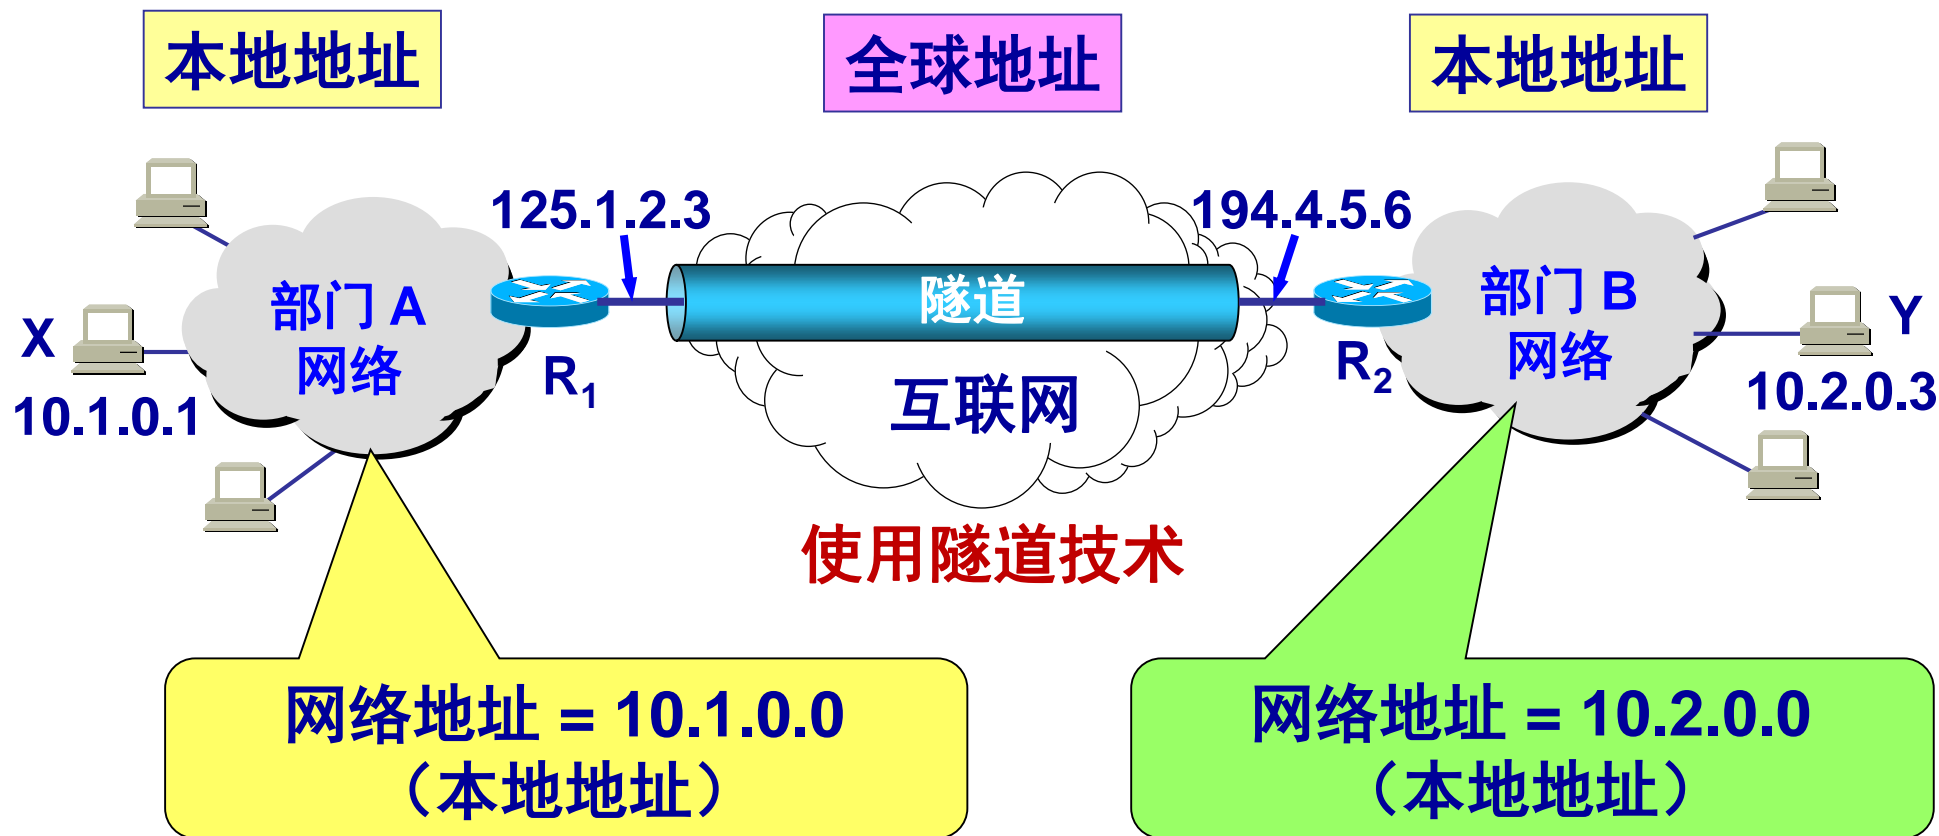 本地地址
全球地址
本地地址
125.1.2.3
194.4.5.6
隧道
部门 A
网络
部门 B
网络
X
Y
R1
R2
10.1.0.1
10.2.0.3
互联网
使用隧道技术
网络地址 = 10.1.0.0
（本地地址）
网络地址 = 10.2.0.0
（本地地址）